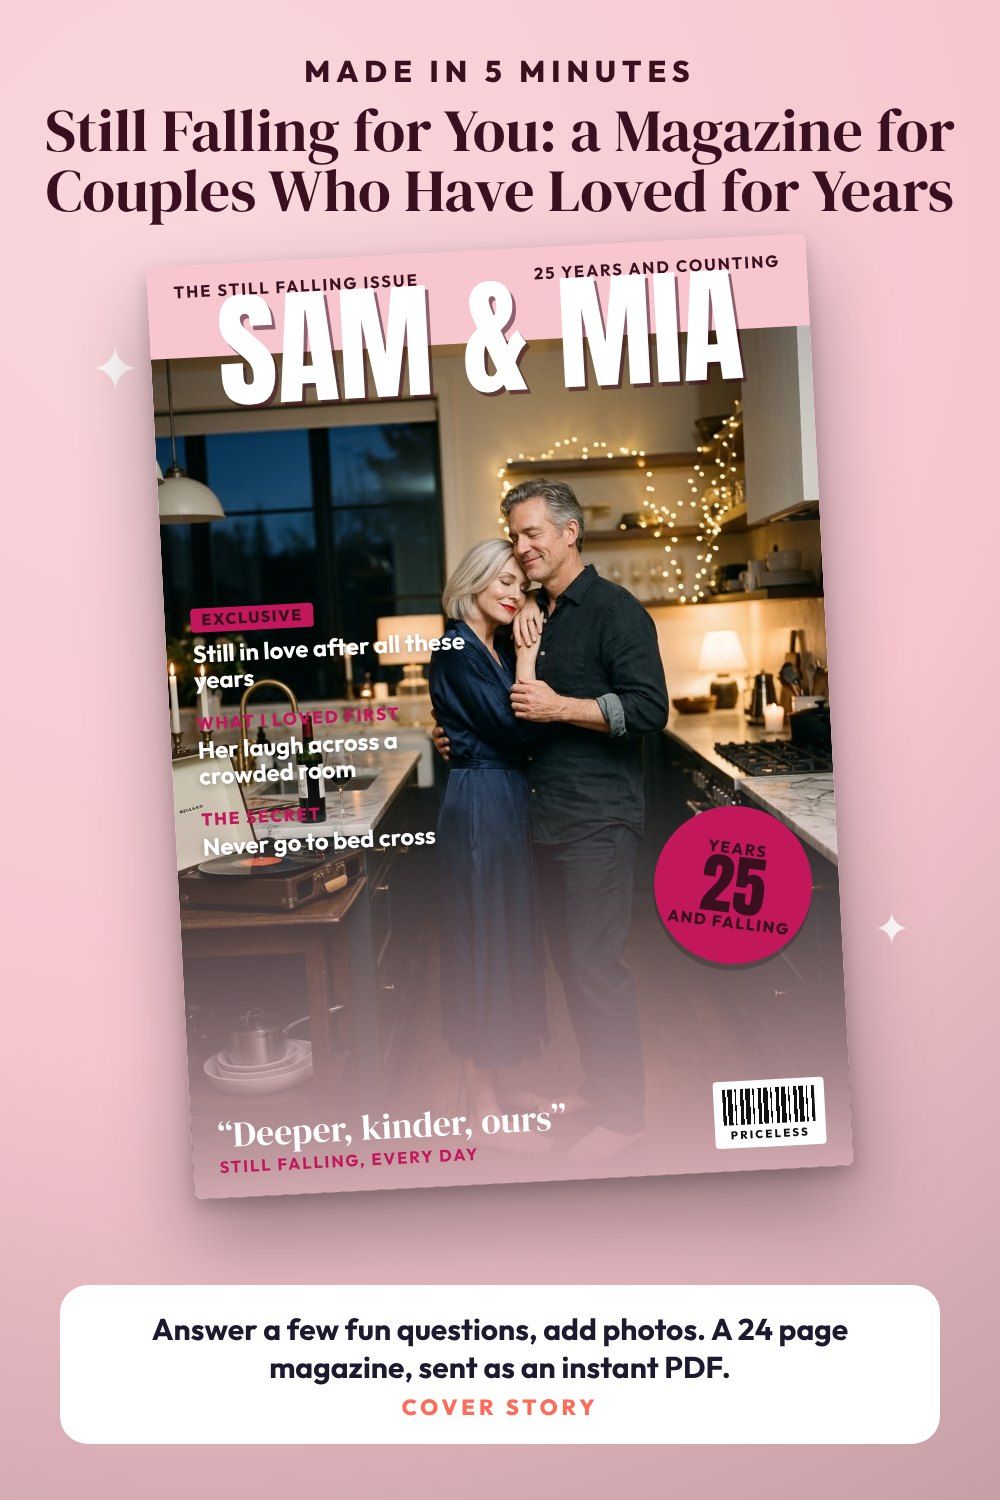 MADE IN 5 MINUTES
Still Falling for You: a Magazine for
Couples Who Have Loved for Years
THE STILL FALLING ISSUE
25 YEARS AND COUNTING
SAM & MIA
EXCLUSIVE
Still in love after all these
years
WHAT I LOVED FIRST
Her laugh across a
crowded room
THE SECRET
Never go to bed cross
YEARS
25
AND FALLING
“Deeper, kinder, ours”
STILL FALLING, EVERY DAY
PRICELESS
Answer a few fun questions, add photos. A 24 page
magazine, sent as an instant PDF.
COVER STORY